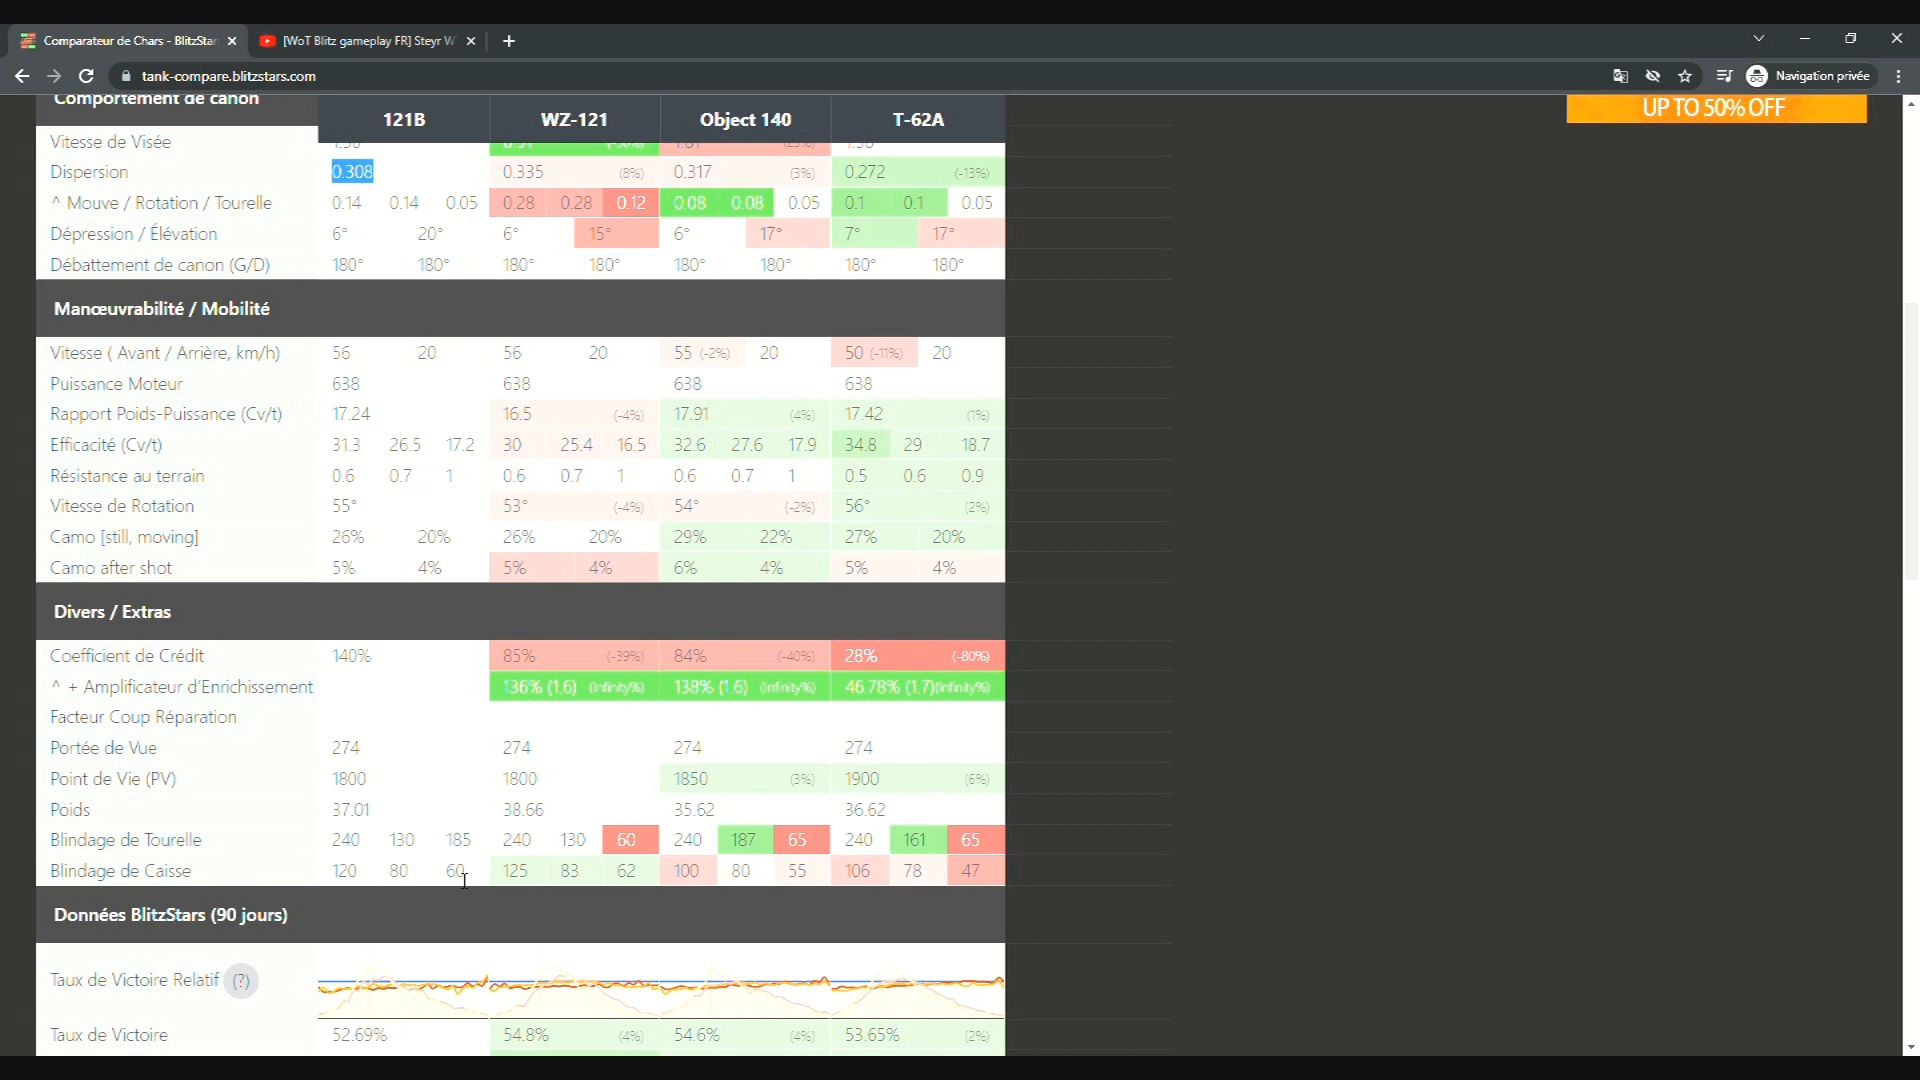 Comparateur de Chars - BlitzStar
[WoT Blitz gameplay FR] Steyr W
tank-compare.blitzstars.com
Navigation privée
UP TO 50% OFF
Comportement de canon 121B WZ-121 Object 140 T-62A
Vitesse de Visée
Dispersion 0.308 0.335 (8%) 0.317 (3%) 0.272 (-13%)
^ Mouve / Rotation / Tourelle 0.14 0.14 0.05 0.28 0.28 0.12 0.08 0.08 0.05 0.1 0.1 0.05
Dépression / Élévation 6° 20° 6° 15° 6° 17° 7° 17°
Débattement de canon (G/D) 180° 180° 180° 180° 180° 180° 180° 180°
Manœuvrabilité / Mobilité
Vitesse ( Avant / Arrière, km/h) 56 20 56 20 55 (-2%) 20 50 (-11%) 20
Puissance Moteur 638 638 638 638
Rapport Poids-Puissance (Cv/t) 17.24 16.5 (-4%) 17.91 (4%) 17.42 (1%)
Efficacité (Cv/t) 31.3 26.5 17.2 30 25.4 16.5 32.6 27.6 17.9 34.8 29 18.7
Résistance au terrain 0.6 0.7 1 0.6 0.7 1 0.6 0.7 1 0.5 0.6 0.9
Vitesse de Rotation 55° 53° (-4%) 54° (-2%) 56° (2%)
Camo [still, moving] 26% 20% 26% 20% 29% 22% 27% 20%
Camo after shot 5% 4% 5% 4% 6% 4% 5% 4%
Divers / Extras
Coefficient de Crédit 140% 85% (-39%) 84% (-40%) 28% (-80%)
^ + Amplificateur d'Enrichissement 136% (1.6) (Infinity%) 138% (1.6) (Infinity%) 46.78% (1.7)(Infinity%)
Facteur Coup Réparation
Portée de Vue 274 274 274 274
Point de Vie (PV) 1800 1800 1850 (3%) 1900 (6%)
Poids 37.01 38.66 35.62 36.62
Blindage de Tourelle 240 130 185 240 130 60 240 187 65 240 161 65
Blindage de Caisse 120 80 60 125 83 62 100 80 55 106 78 47
Données BlitzStars (90 jours)
Taux de Victoire Relatif (?)
Taux de Victoire 52.69% 54.8% (4%) 54.6% (4%) 53.65% (2%)